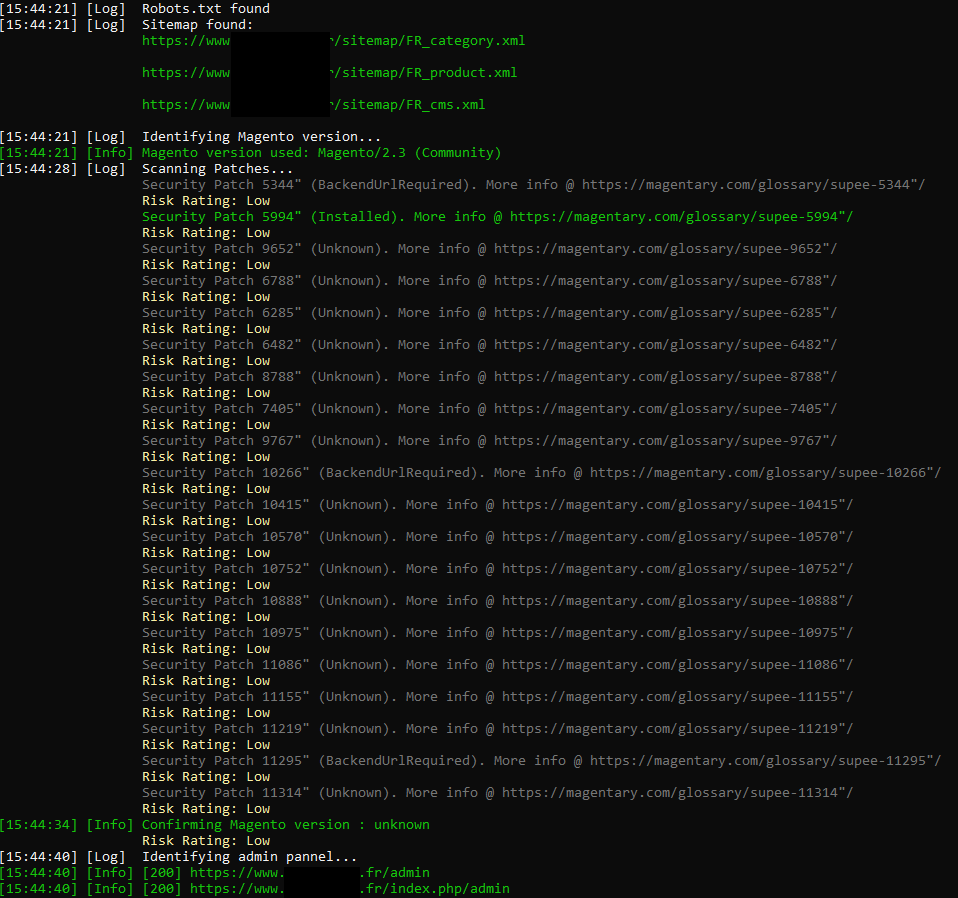 [15:44:21] [Log] Robots.txt found
[15:44:21] [Log] Sitemap found:
https://www r/sitemap/FR_category.xml
https://www r/sitemap/FR_product.xml
https://www r/sitemap/FR_cms.xml
[15:44:21] [Log] Identifying Magento version...
[15:44:21] [Info] Magento version used: Magento/2.3 (Community)
[15:44:28] [Log] Scanning Patches...
Security Patch 5344" (BackendUrlRequired). More info @ https://magentary.com/glossary/supee-5344"/
Risk Rating: Low
Security Patch 5994" (Installed). More info @ https://magentary.com/glossary/supee-5994"/
Risk Rating: Low
Security Patch 9652" (Unknown). More info @ https://magentary.com/glossary/supee-9652"/
Risk Rating: Low
Security Patch 6788" (Unknown). More info @ https://magentary.com/glossary/supee-6788"/
Risk Rating: Low
Security Patch 6285" (Unknown). More info @ https://magentary.com/glossary/supee-6285"/
Risk Rating: Low
Security Patch 6482" (Unknown). More info @ https://magentary.com/glossary/supee-6482"/
Risk Rating: Low
Security Patch 8788" (Unknown). More info @ https://magentary.com/glossary/supee-8788"/
Risk Rating: Low
Security Patch 7405" (Unknown). More info @ https://magentary.com/glossary/supee-7405"/
Risk Rating: Low
Security Patch 9767" (Unknown). More info @ https://magentary.com/glossary/supee-9767"/
Risk Rating: Low
Security Patch 10266" (BackendUrlRequired). More info @ https://magentary.com/glossary/supee-10266"/
Risk Rating: Low
Security Patch 10415" (Unknown). More info @ https://magentary.com/glossary/supee-10415"/
Risk Rating: Low
Security Patch 10570" (Unknown). More info @ https://magentary.com/glossary/supee-10570"/
Risk Rating: Low
Security Patch 10752" (Unknown). More info @ https://magentary.com/glossary/supee-10752"/
Risk Rating: Low
Security Patch 10888" (Unknown). More info @ https://magentary.com/glossary/supee-10888"/
Risk Rating: Low
Security Patch 10975" (Unknown). More info @ https://magentary.com/glossary/supee-10975"/
Risk Rating: Low
Security Patch 11086" (Unknown). More info @ https://magentary.com/glossary/supee-11086"/
Risk Rating: Low
Security Patch 11155" (Unknown). More info @ https://magentary.com/glossary/supee-11155"/
Risk Rating: Low
Security Patch 11219" (Unknown). More info @ https://magentary.com/glossary/supee-11219"/
Risk Rating: Low
Security Patch 11295" (BackendUrlRequired). More info @ https://magentary.com/glossary/supee-11295"/
Risk Rating: Low
Security Patch 11314" (Unknown). More info @ https://magentary.com/glossary/supee-11314"/
Risk Rating: Low
[15:44:34] [Info] Confirming Magento version : unknown
Risk Rating: Low
[15:44:40] [Log] Identifying admin pannel...
[15:44:40] [Info] [200] https://www. .fr/admin
[15:44:40] [Info] [200] https://www. .fr/index.php/admin